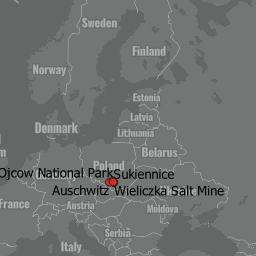 Sweden
Finland
Norway
Estonia
Latvia
Denmark
Lithuania
Belarus
Poland
Ojcow National Park
Sukiennice
Auschwitz
Wieliczka Salt Mine
France
Austria
Moldova
Italy
Serbia